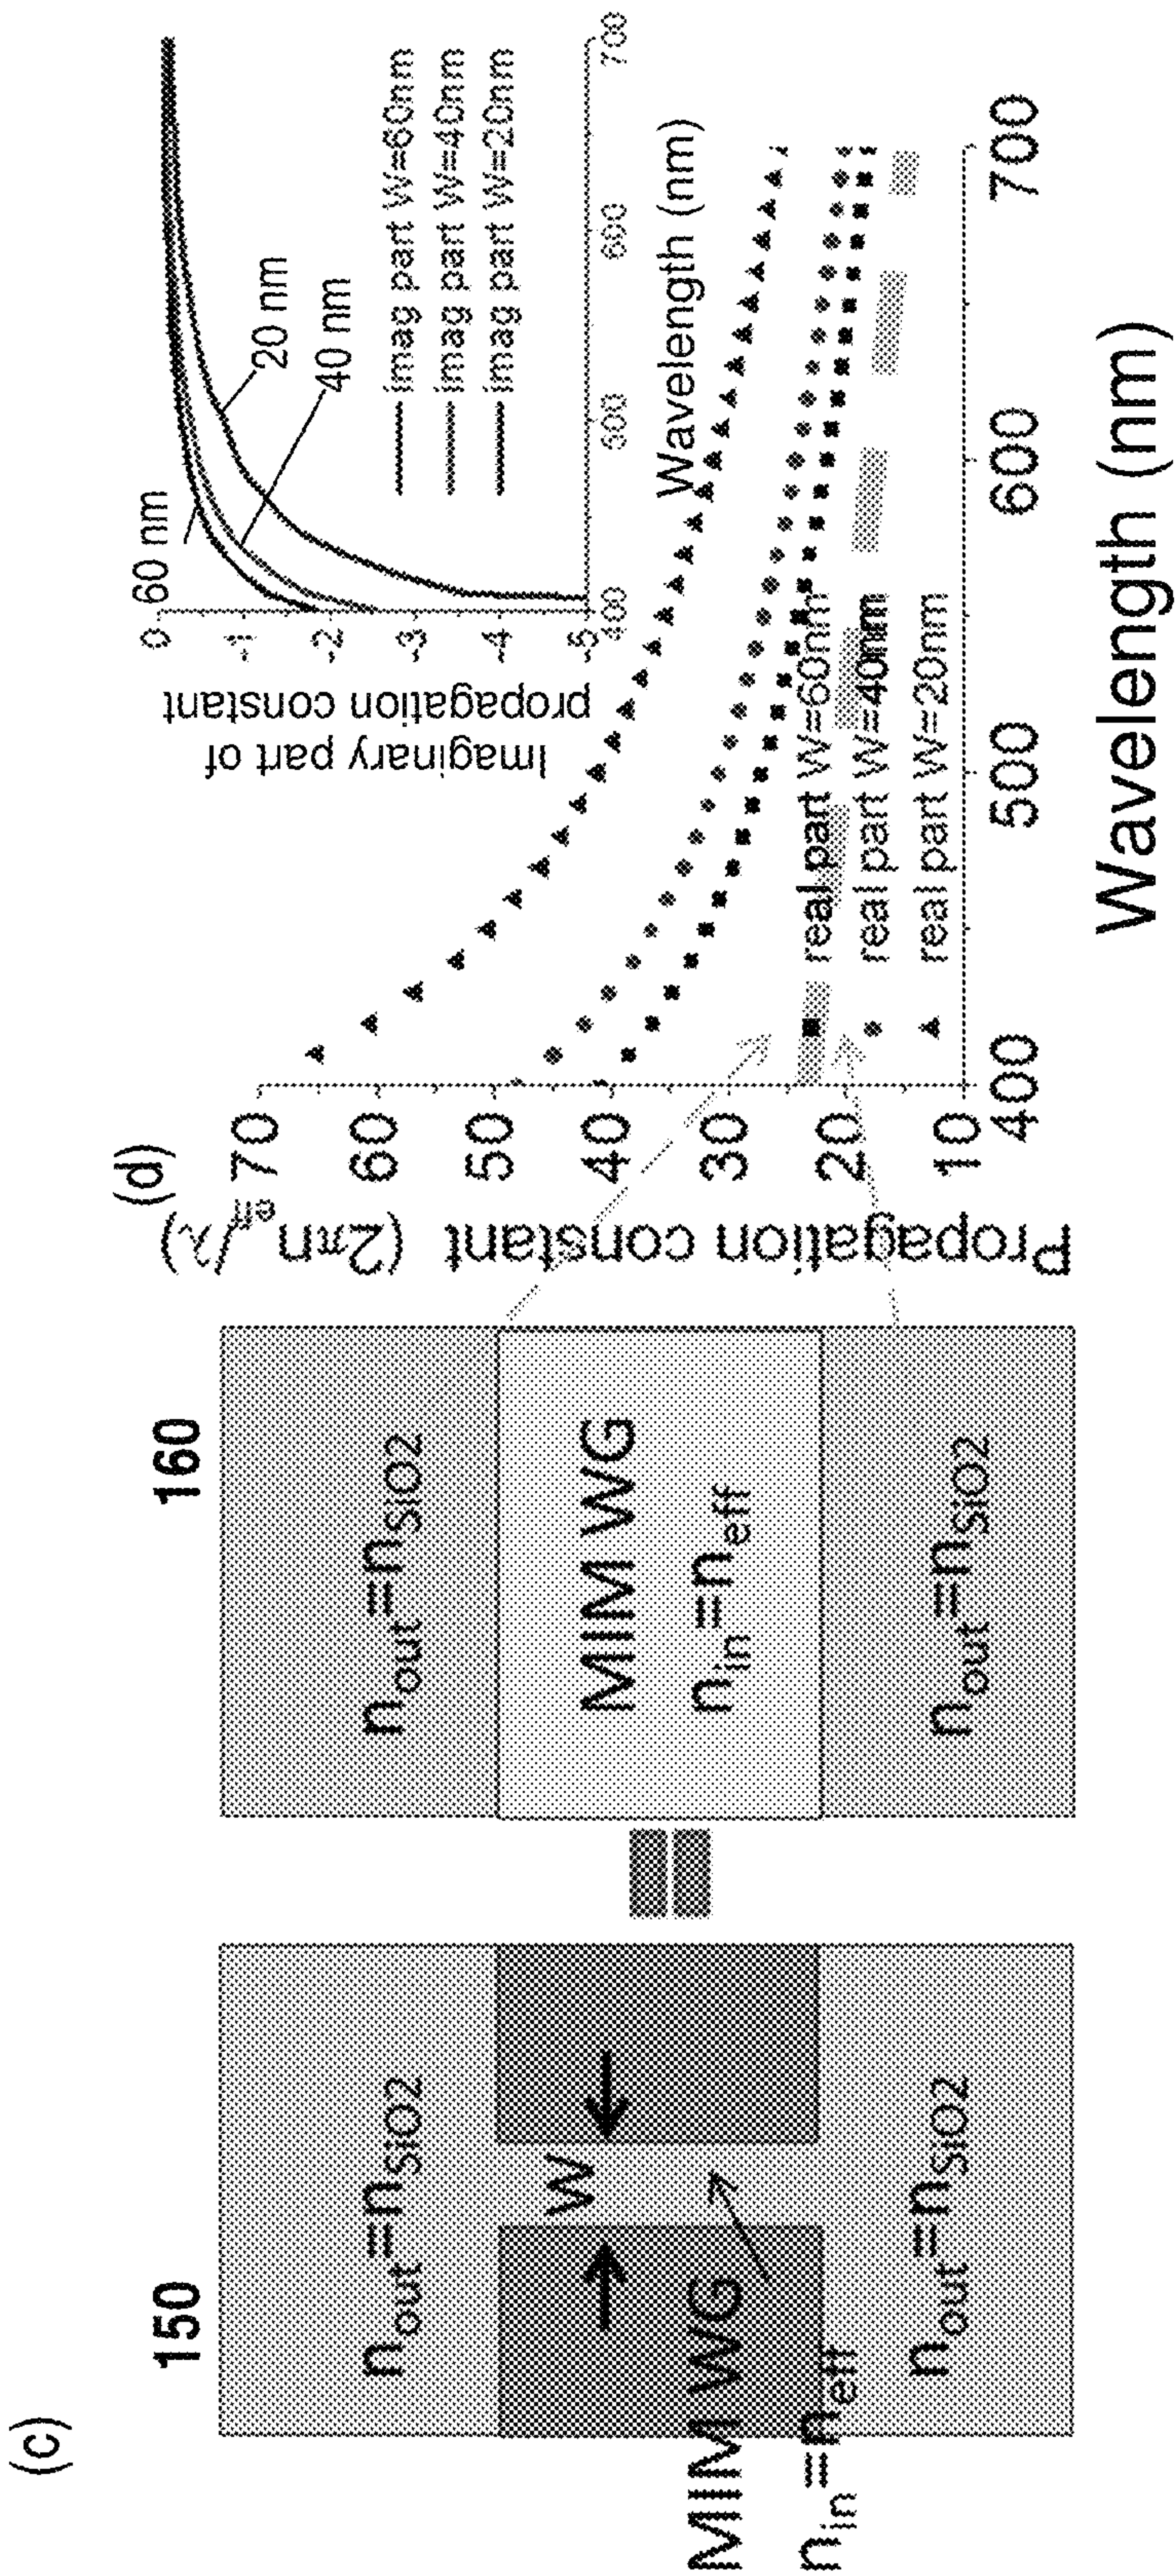 (c)
150
n_out=n_SiO2
W
MIM WG
n_in=n_eff
n_out=n_SiO2
160
n_out=n_SiO2
MIM WG
n_in=n_eff
n_out=n_SiO2
(d)
Propagation constant (2πn_eff/λ)
70
60
50
40
30
20
10
400
500
600
700
Wavelength (nm)
real part W=60nm
real part W=40nm
real part W=20nm
Imaginary part of
propagation constant
0
-1
-2
-3
-4
-5
400
500
600
700
Wavelength (nm)
60 nm
20 nm
40 nm
imag part W=60nm
imag part W=40nm
imag part W=20nm